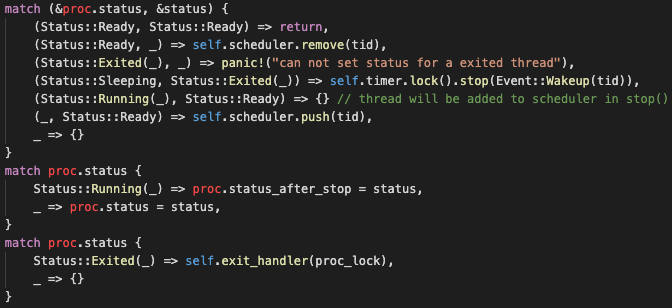 match (&proc.status, &status) {
    (Status::Ready, Status::Ready) => return,
    (Status::Ready, _) => self.scheduler.remove(tid),
    (Status::Exited(_), _) => panic!("can not set status for a exited thread"),
    (Status::Sleeping, Status::Exited(_)) => self.timer.lock().stop(Event::Wakeup(tid)),
    (Status::Running(_), Status::Ready) => {} // thread will be added to scheduler in stop()
    (_, Status::Ready) => self.scheduler.push(tid),
    _ => {}
}
match proc.status {
    Status::Running(_) => proc.status_after_stop = status,
    _ => proc.status = status,
}
match proc.status {
    Status::Exited(_) => self.exit_handler(proc_lock),
    _ => {}
}